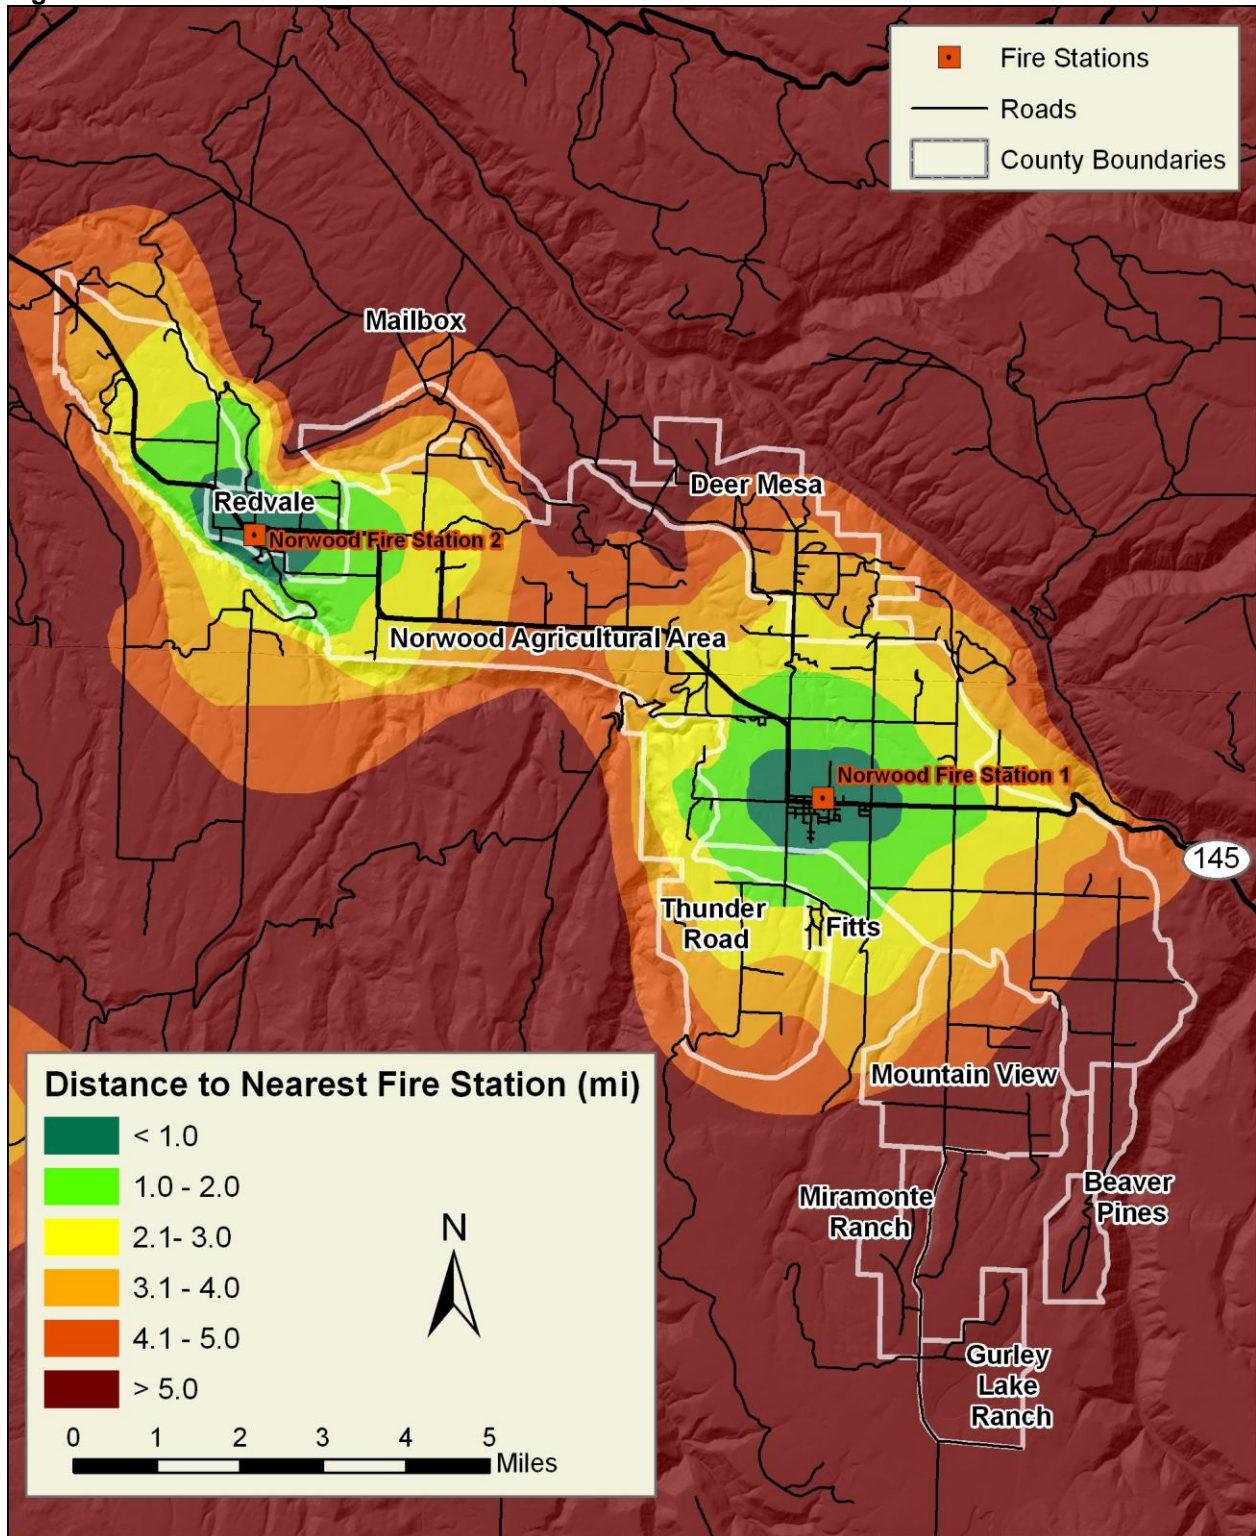 Fire Stations
Roads
County Boundaries
Mailbox
Deer Mesa
Redvale
Norwood Fire Station 2
Norwood Agricultural Area
Norwood Fire Station 1
145
Thunder
Road
Fitts
Mountain View
Miramonte
Ranch
Beaver
Pines
Gurley
Lake
Ranch
Distance to Nearest Fire Station (mi)
< 1.0
1.0 - 2.0
2.1- 3.0
3.1 - 4.0
4.1 - 5.0
> 5.0
N
0 1 2 3 4 5
Miles